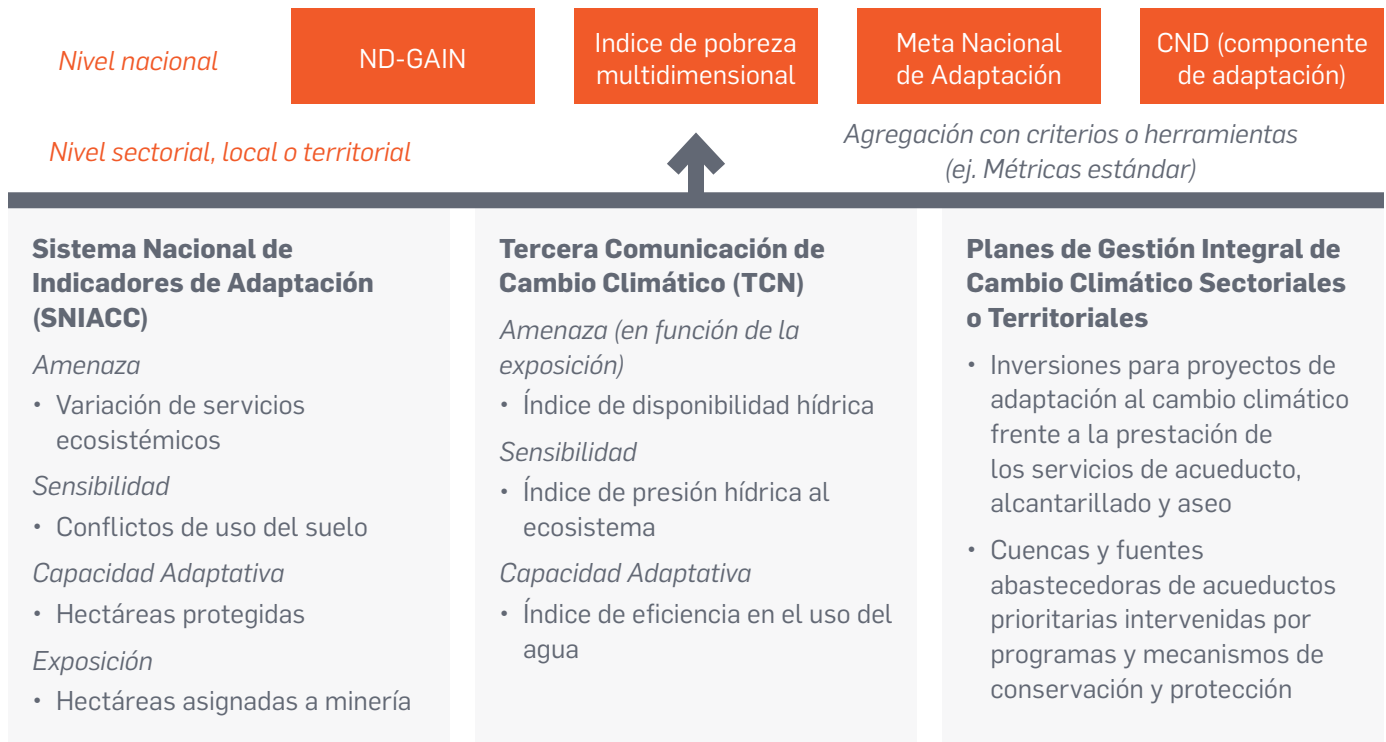 Nivel nacional
ND-GAIN
Indice de pobreza
multidimensional
Meta Nacional
de Adaptación
CND (componente
de adaptación)
Nivel sectorial, local o territorial
Agregación con criterios o herramientas
(ej. Métricas estándar)
Sistema Nacional de
Indicadores de Adaptación
(SNIACC)
Amenaza
• Variación de servicios
ecosistémicos
Sensibilidad
• Conflictos de uso del suelo
Capacidad Adaptativa
• Hectáreas protegidas
Exposición
• Hectáreas asignadas a minería
Tercera Comunicación de
Cambio Climático (TCN)
Amenaza (en función de la
exposición)
• Índice de disponibilidad hídrica
Sensibilidad
• Índice de presión hídrica al
ecosistema
Capacidad Adaptativa
• Índice de eficiencia en el uso del
agua
Planes de Gestión Integral de
Cambio Climático Sectoriales
o Territoriales
• Inversiones para proyectos de
adaptación al cambio climático
frente a la prestación de
los servicios de acueducto,
alcantarillado y aseo
• Cuencas y fuentes
abastecedoras de acueductos
prioritarias intervenidas por
programas y mecanismos de
conservación y protección